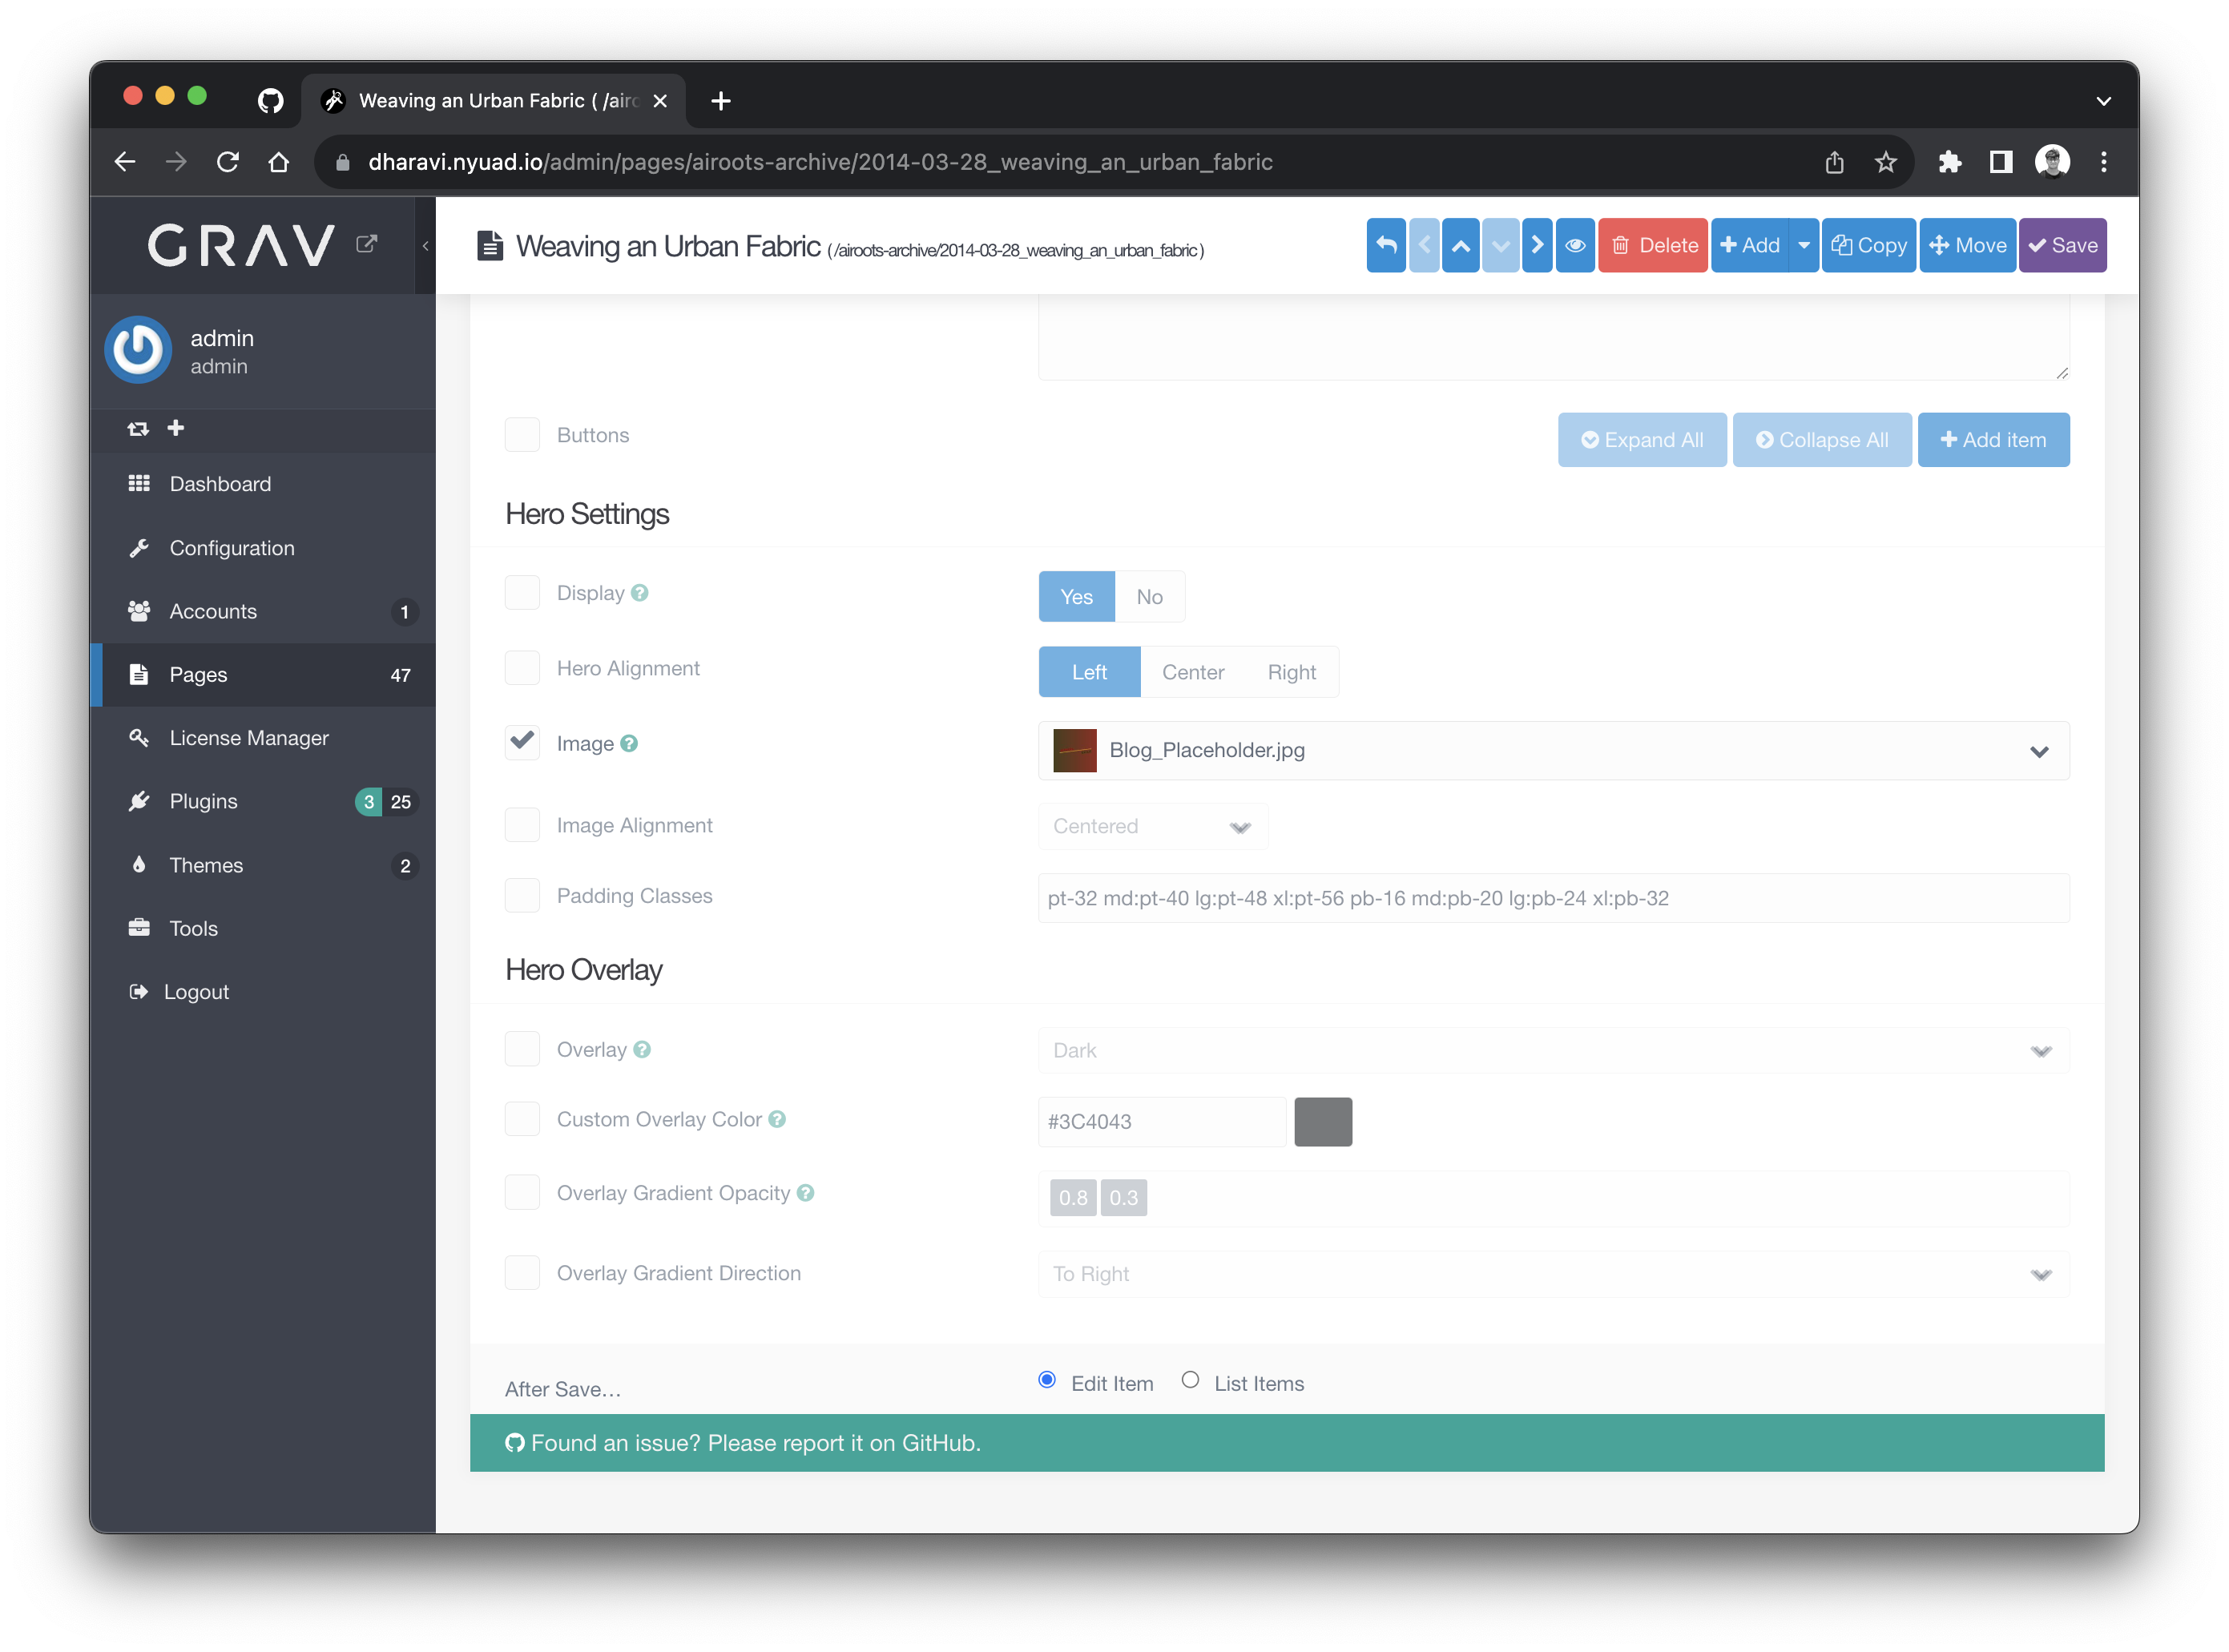 Weaving an Urban Fabric ( /airc
dharavi.nyuad.io/admin/pages/airoots-archive/2014-03-28_weaving_an_urban_fabric
GRAV
Weaving an Urban Fabric (/airoots-archive/2014-03-28_weaving_an_urban_fabric)
Delete
Add
Copy
Move
Save
admin
admin
Dashboard
Configuration
Accounts 1
Pages 47
License Manager
Plugins 3 25
Themes 2
Tools
Logout
Buttons
Expand All
Collapse All
Add item
Hero Settings
Display Yes No
Hero Alignment Left Center Right
Image Blog_Placeholder.jpg
Image Alignment Centered
Padding Classes pt-32 md:pt-40 lg:pt-48 xl:pt-56 pb-16 md:pb-20 lg:pb-24 xl:pb-32
Hero Overlay
Overlay Dark
Custom Overlay Color #3C4043
Overlay Gradient Opacity 0.8 0.3
Overlay Gradient Direction To Right
After Save... Edit Item List Items
Found an issue? Please report it on GitHub.